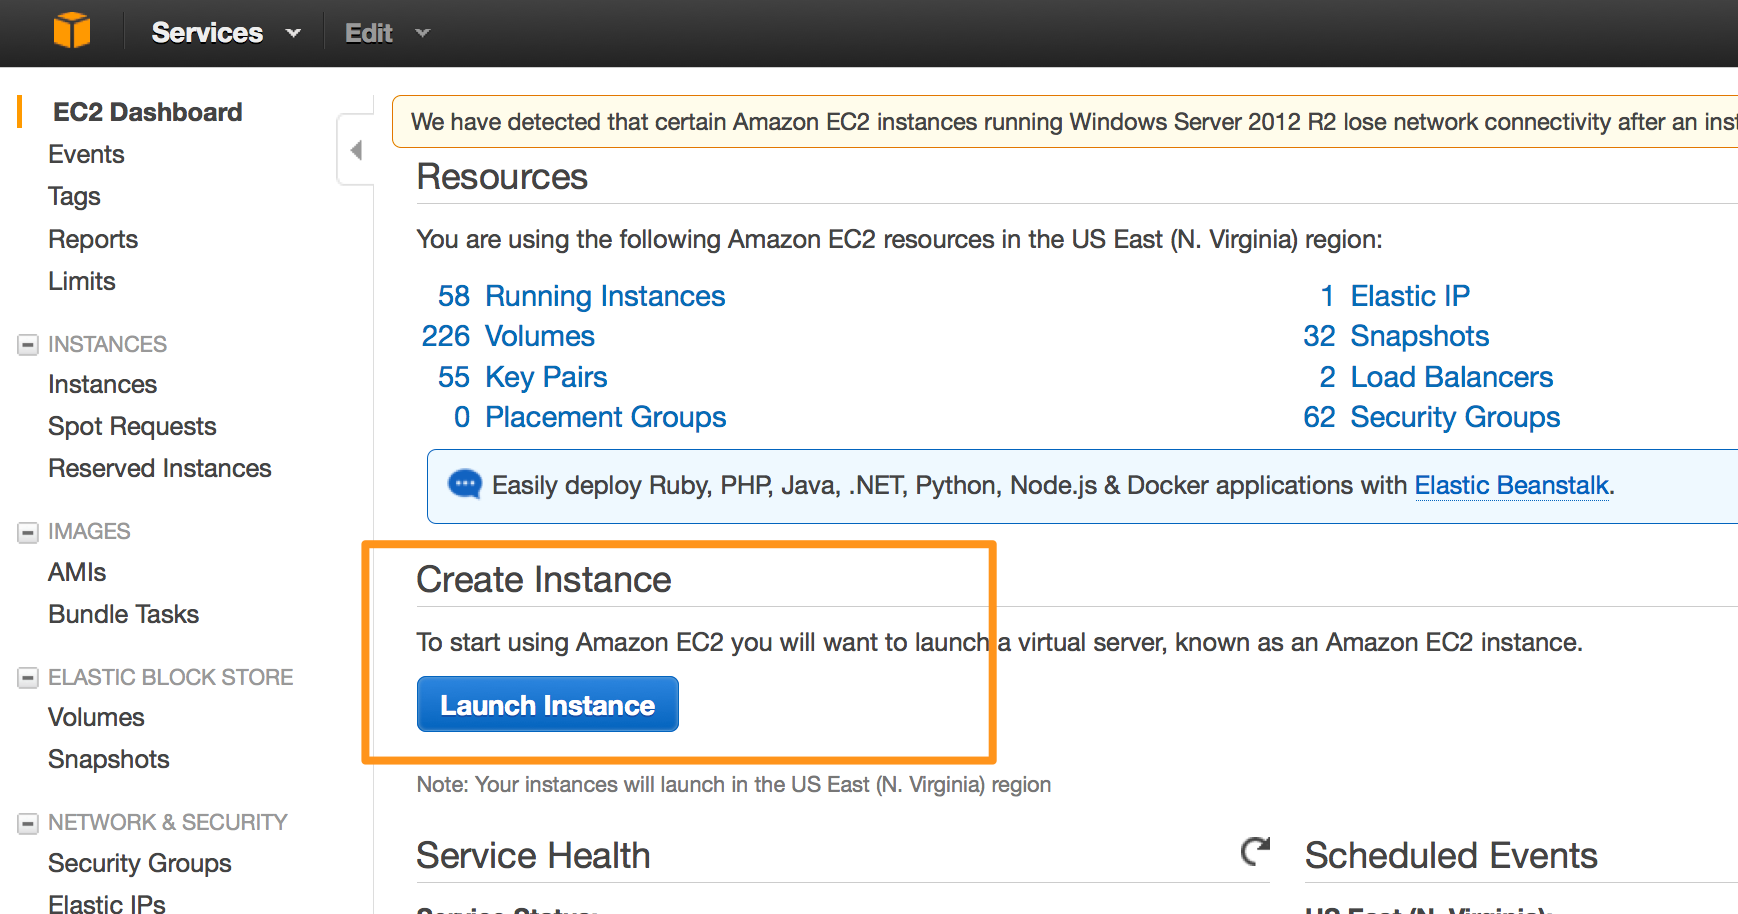 Services Edit
EC2 Dashboard
Events
Tags
Reports
Limits
INSTANCES
Instances
Spot Requests
Reserved Instances
IMAGES
AMIs
Bundle Tasks
ELASTIC BLOCK STORE
Volumes
Snapshots
NETWORK & SECURITY
Security Groups
Elastic IPs
We have detected that certain Amazon EC2 instances running Windows Server 2012 R2 lose network connectivity after an
Resources
You are using the following Amazon EC2 resources in the US East (N. Virginia) region:
58 Running Instances
226 Volumes
55 Key Pairs
0 Placement Groups
1 Elastic IP
32 Snapshots
2 Load Balancers
62 Security Groups
Easily deploy Ruby, PHP, Java, .NET, Python, Node.js & Docker applications with Elastic Beanstalk.
Create Instance
To start using Amazon EC2 you will want to launch a virtual server, known as an Amazon EC2 instance.
Launch Instance
Note: Your instances will launch in the US East (N. Virginia) region
Service Health
Service Status:
Scheduled Events
US East (N. Virginia):